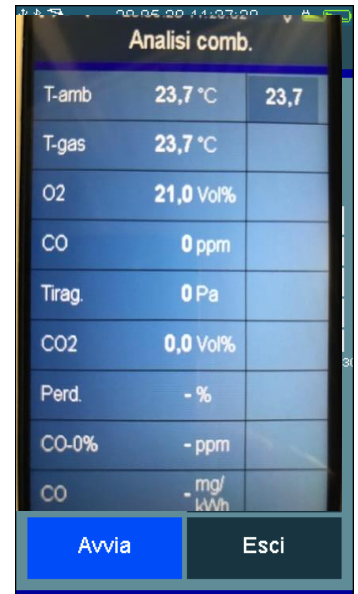 Analisi comb.
T-amb 23,7 °C 23,7
T-gas 23,7 °C
O2 21,0 Vol%
CO 0 ppm
Tirag. 0 Pa
CO2 0,0 Vol%
Perd. - %
CO-0% - ppm
CO - mg/
kWh
Avvia Esci